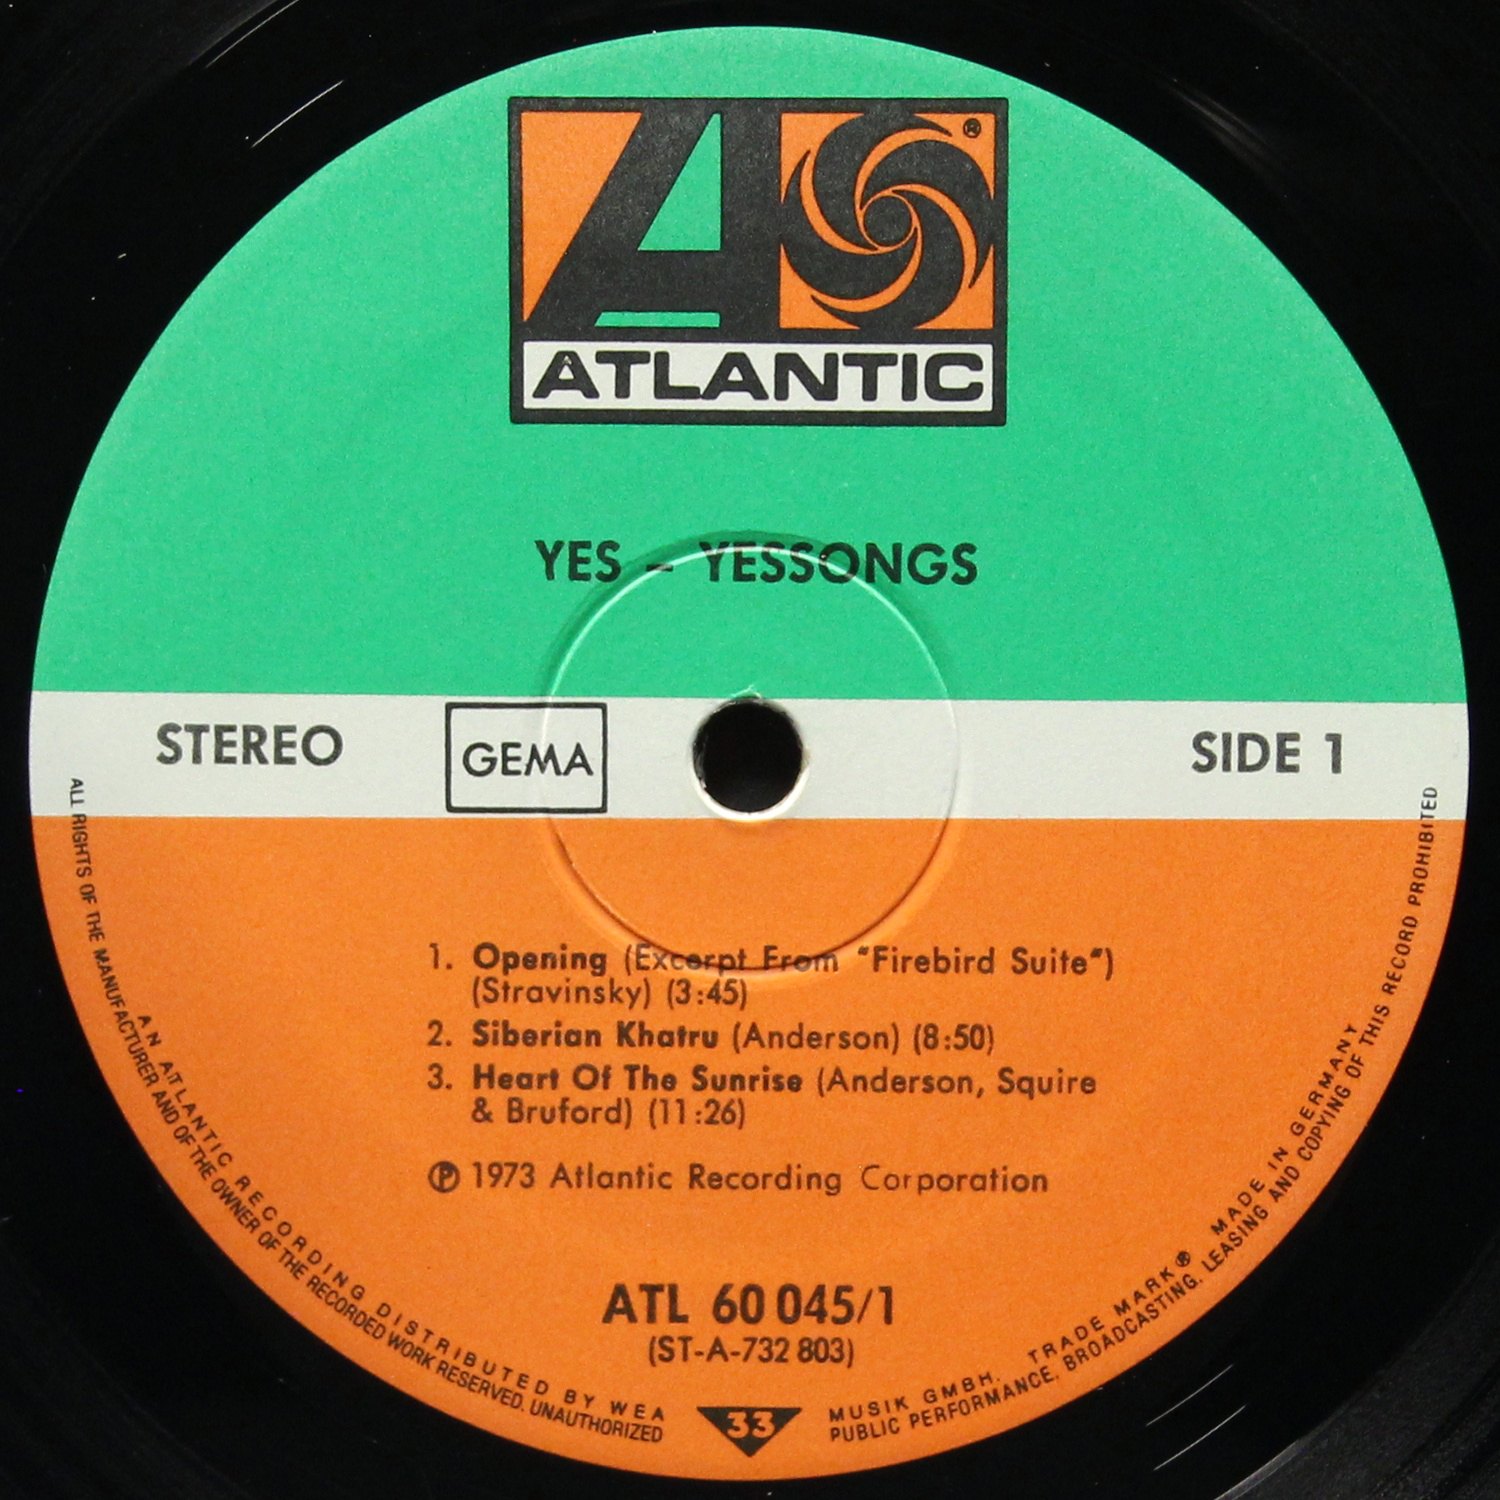 ®
ATLANTIC
YES – YESSONGS
STEREO
GEMA
SIDE 1
1. Opening (Excerpt From "Firebird Suite")
(Stravinsky) (3:45)
2. Siberian Khatru (Anderson) (8:50)
3. Heart Of The Sunrise (Anderson, Squire
& Bruford) (11:26)
℗ 1973 Atlantic Recording Corporation
ATL 60 045/1
(ST-A-732 803)
33
AN ATLANTIC RECORDING DISTRIBUTED BY WEA MUSIK GMBH. TRADE MARK ® MADE IN GERMANY
ALL RIGHTS OF THE MANUFACTURER AND OF THE OWNER OF THE RECORDED WORK RESERVED. UNAUTHORIZED PUBLIC PERFORMANCE, BROADCASTING, LEASING AND COPYING OF THIS RECORD PROHIBITED